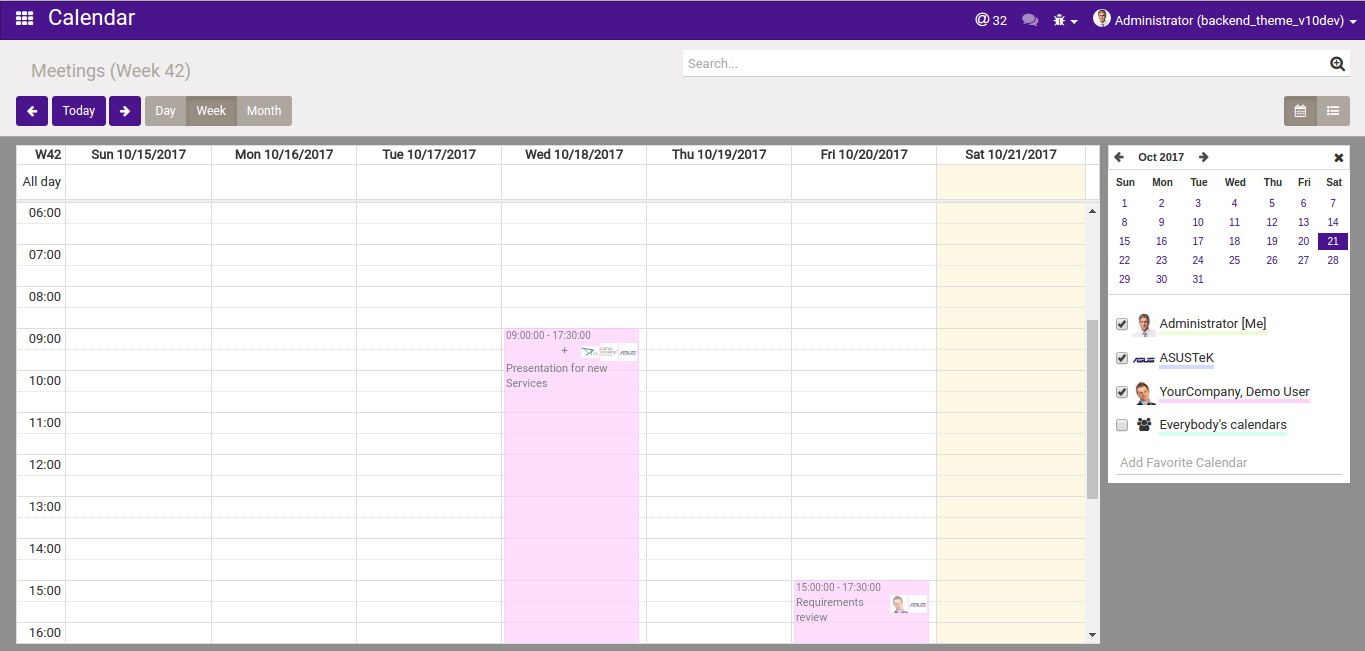 Calendar
32
Administrator (backend_theme_v10dev)
Meetings (Week 42)
Search...
Today
Day Week Month
W42 Sun 10/15/2017 Mon 10/16/2017 Tue 10/17/2017 Wed 10/18/2017 Thu 10/19/2017 Fri 10/20/2017 Sat 10/21/2017
All day
06:00
07:00
08:00
09:00
10:00
11:00
12:00
13:00
14:00
15:00
16:00
09:00:00 - 17:30:00
+
ASUS
Presentation for new
Services
15:00:00 - 17:30:00
Requirements
ASUS
review
Oct 2017
Sun Mon Tue Wed Thu Fri Sat
1 2 3 4 5 6 7
8 9 10 11 12 13 14
15 16 17 18 19 20 21
22 23 24 25 26 27 28
29 30 31
Administrator [Me]
ASUS ASUSTeK
YourCompany, Demo User
Everybody's calendars
Add Favorite Calendar